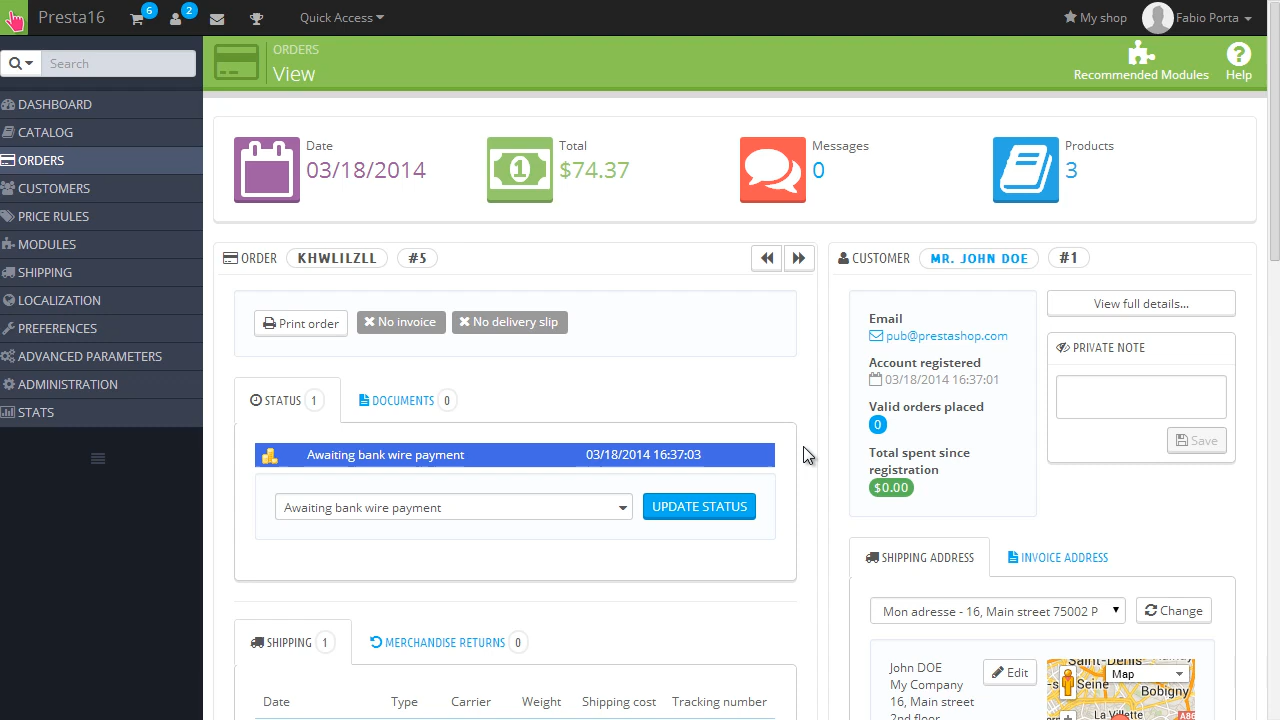 Presta16
6
2
Quick Access
My shop
Fabio Porta
Search
DASHBOARD
CATALOG
ORDERS
CUSTOMERS
PRICE RULES
MODULES
SHIPPING
LOCALIZATION
PREFERENCES
ADVANCED PARAMETERS
ADMINISTRATION
STATS
ORDERS
View
Recommended Modules
Help
Date
03/18/2014
Total
$74.37
Messages
0
Products
3
ORDER KHWLILZLL #5
Print order
No invoice
No delivery slip
STATUS 1
DOCUMENTS 0
Awaiting bank wire payment 03/18/2014 16:37:03
Awaiting bank wire payment
UPDATE STATUS
SHIPPING 1
MERCHANDISE RETURNS 0
Date Type Carrier Weight Shipping cost Tracking number
CUSTOMER MR. JOHN DOE #1
Email
pub@prestashop.com
Account registered
03/18/2014 16:37:01
Valid orders placed
0
Total spent since
registration
$0.00
View full details...
PRIVATE NOTE
Save
SHIPPING ADDRESS
INVOICE ADDRESS
Mon adresse - 16, Main street 75002 P
Change
John DOE
My Company
16, Main street
2nd floor
Edit
Saint-Denis
Map
Bobigny
La Villette